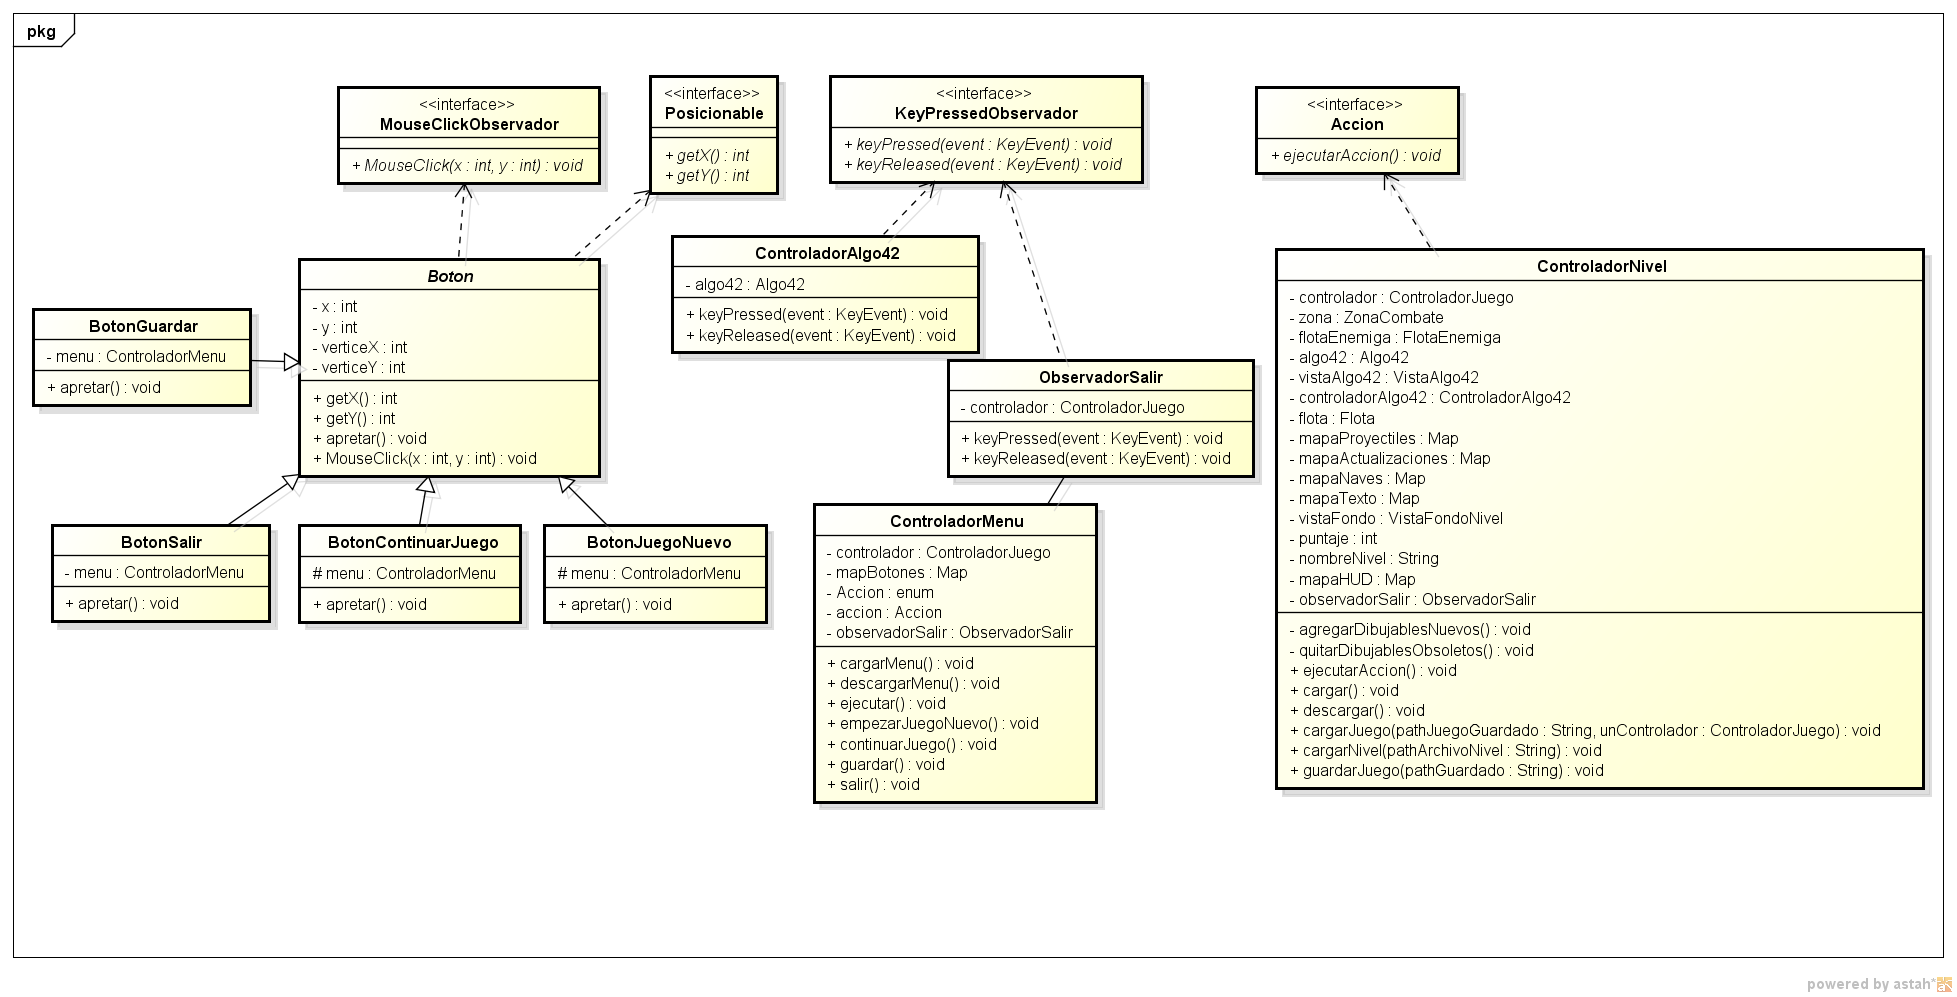 pkg
<<interface>>
MouseClickObservador
+ MouseClick(x : int, y : int) : void
<<interface>>
Posicionable
+ getX() : int
+ getY() : int
<<interface>>
KeyPressedObservador
+ keyPressed(event : KeyEvent) : void
+ keyReleased(event : KeyEvent) : void
<<interface>>
Accion
+ ejecutarAccion() : void
Boton
- x : int
- y : int
- verticeX : int
- verticeY : int
+ getX() : int
+ getY() : int
+ apretar() : void
+ MouseClick(x : int, y : int) : void
ControladorAlgo42
- algo42 : Algo42
+ keyPressed(event : KeyEvent) : void
+ keyReleased(event : KeyEvent) : void
ControladorNivel
- controlador : ControladorJuego
- zona : ZonaCombate
- flotaEnemiga : FlotaEnemiga
- algo42 : Algo42
- vistaAlgo42 : VistaAlgo42
- controladorAlgo42 : ControladorAlgo42
- flota : Flota
- mapaProyectiles : Map
- mapaActualizaciones : Map
- mapaNaves : Map
- mapaTexto : Map
- vistaFondo : VistaFondoNivel
- puntaje : int
- nombreNivel : String
- mapaHUD : Map
- observadorSalir : ObservadorSalir
- agregarDibujablesNuevos() : void
- quitarDibujablesObsoletos() : void
+ ejecutarAccion() : void
+ cargar() : void
+ descargar() : void
+ cargarJuego(pathJuegoGuardado : String, unControlador : ControladorJuego) : void
+ cargarNivel(pathArchivoNivel : String) : void
+ guardarJuego(pathGuardado : String) : void
BotonGuardar
- menu : ControladorMenu
+ apretar() : void
ObservadorSalir
- controlador : ControladorJuego
+ keyPressed(event : KeyEvent) : void
+ keyReleased(event : KeyEvent) : void
BotonSalir
- menu : ControladorMenu
+ apretar() : void
BotonContinuarJuego
# menu : ControladorMenu
+ apretar() : void
BotonJuegoNuevo
# menu : ControladorMenu
+ apretar() : void
ControladorMenu
- controlador : ControladorJuego
- mapBotones : Map
- Accion : enum
- accion : Accion
- observadorSalir : ObservadorSalir
+ cargarMenu() : void
+ descargarMenu() : void
+ ejecutar() : void
+ empezarJuegoNuevo() : void
+ continuarJuego() : void
+ guardar() : void
+ salir() : void
powered by astah*